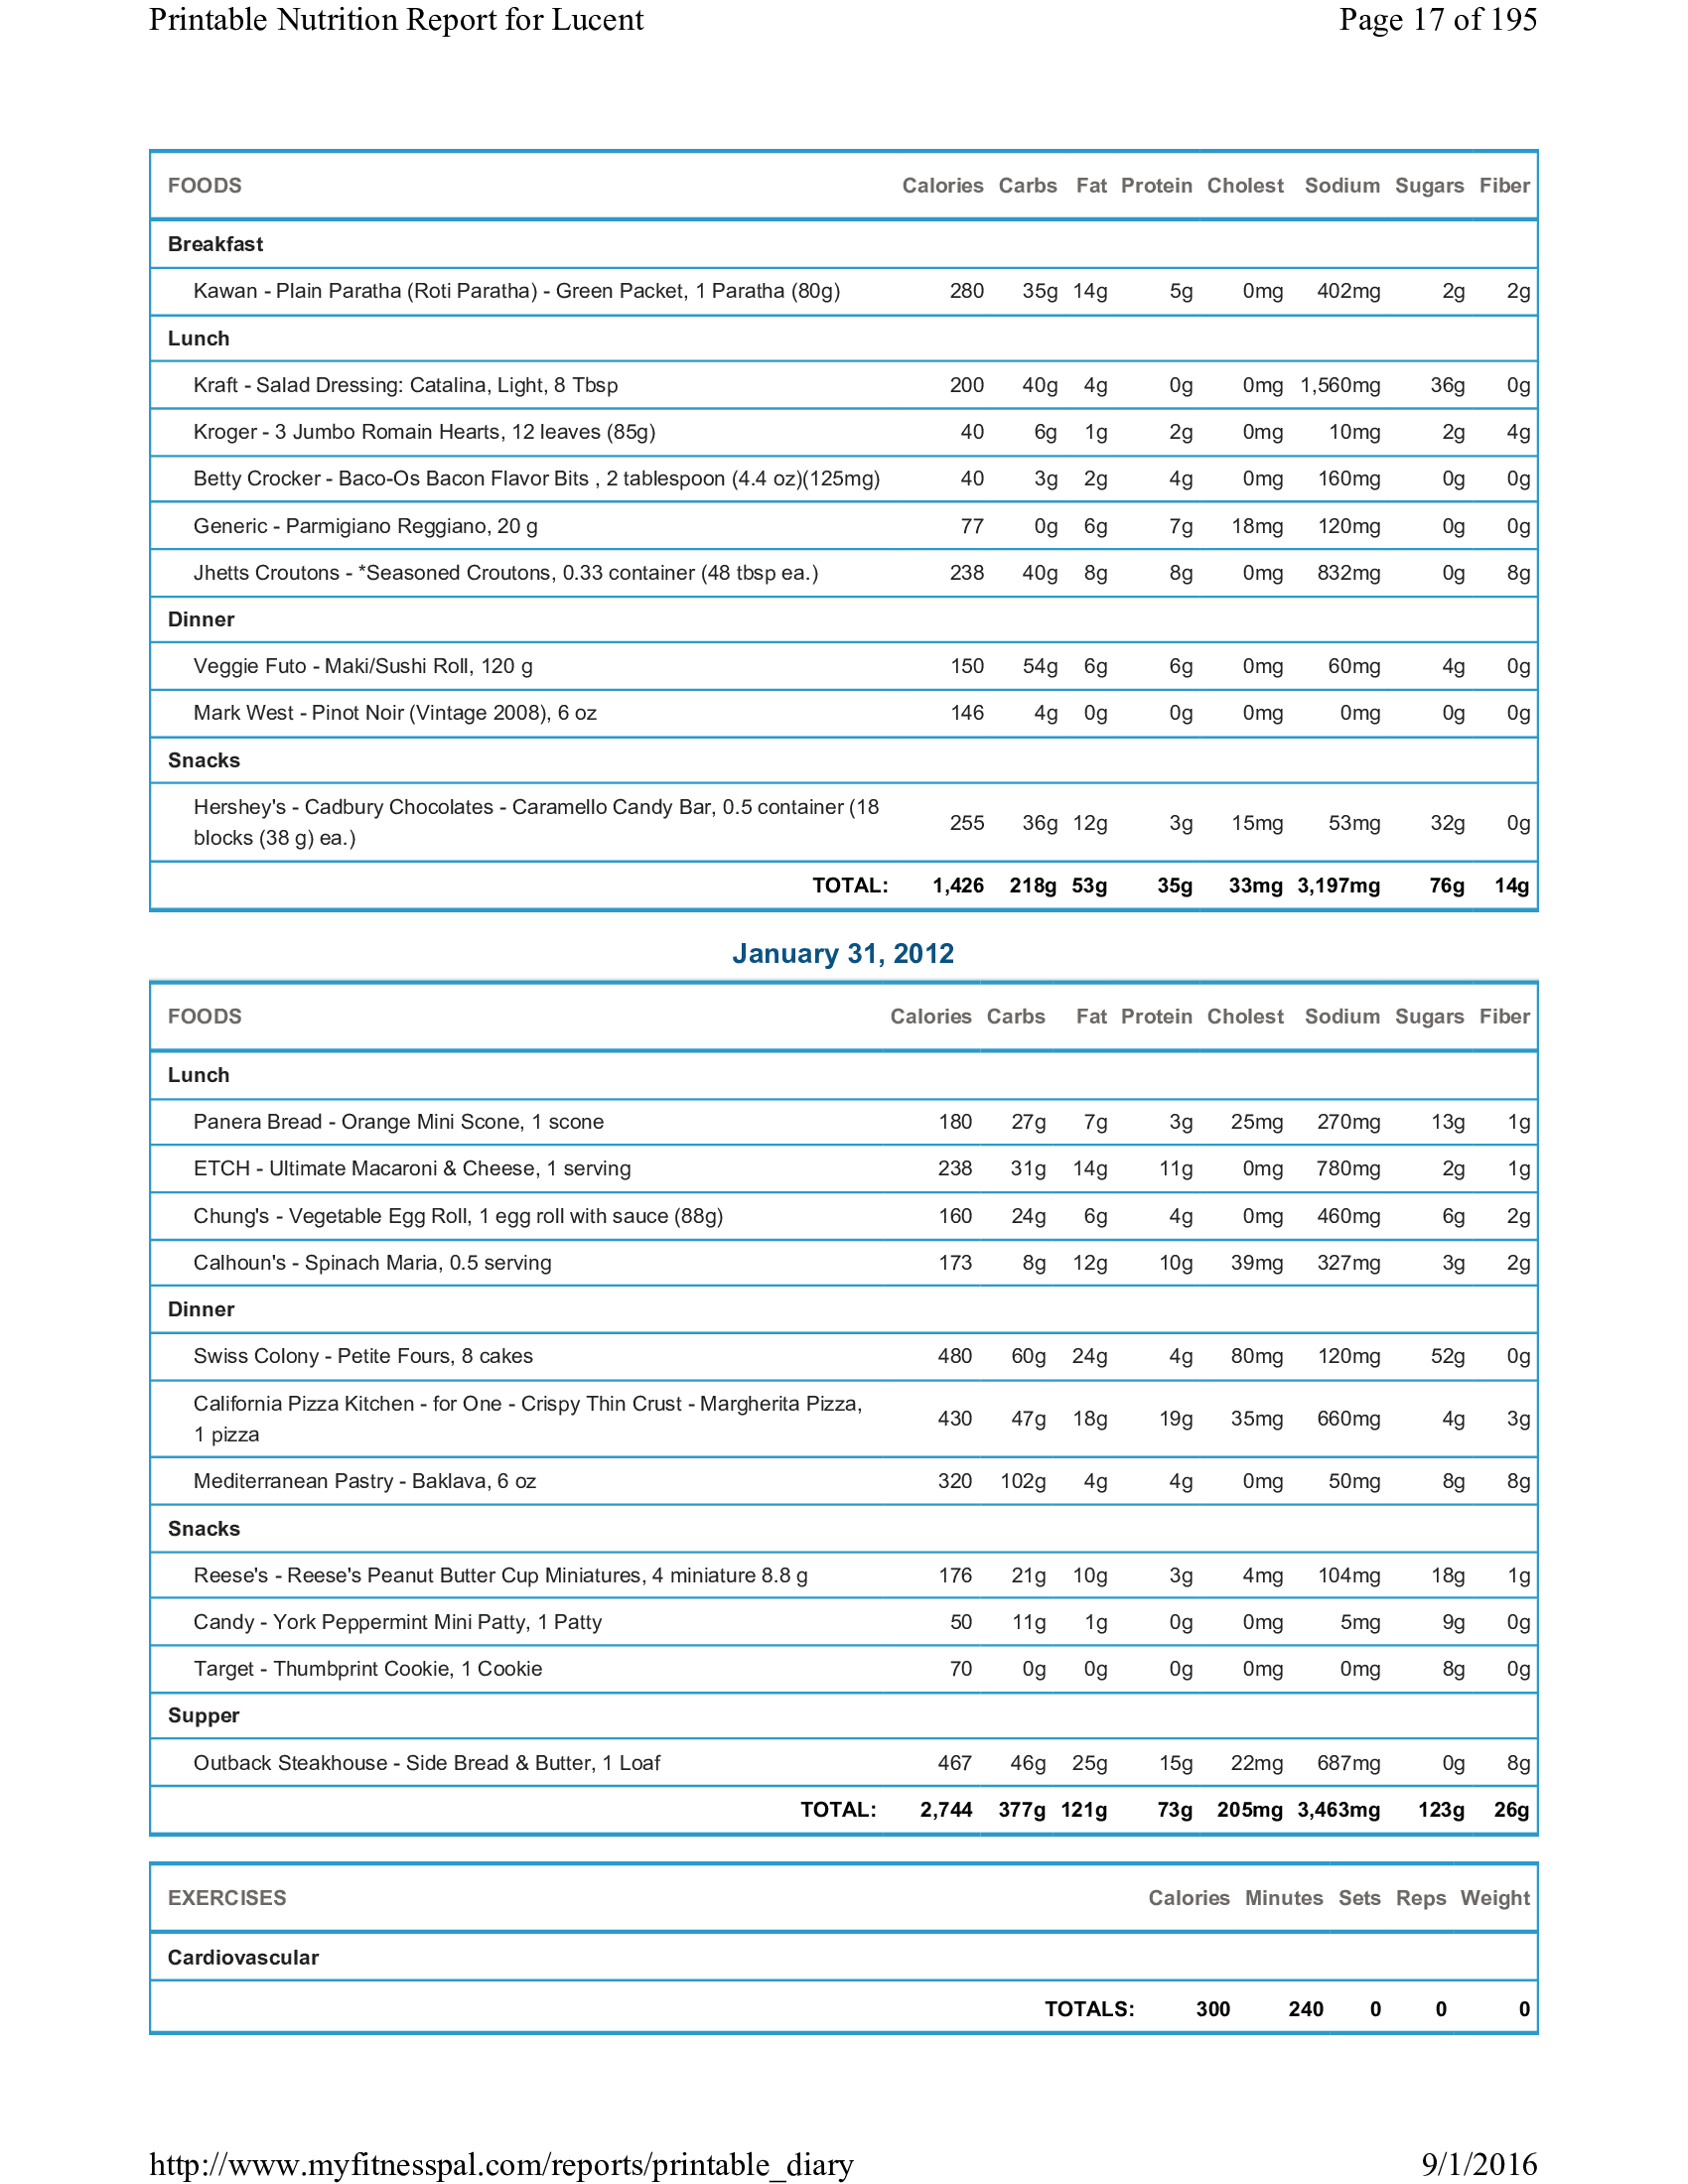 Printable Nutrition Report for Lucent Page 17 of 195
FOODS Calories Carbs Fat Protein Cholest Sodium Sugars Fiber
Breakfast
Kawan - Plain Paratha (Roti Paratha) - Green Packet, 1 Paratha (80g) 280 35g 14g 5g 0mg 402mg 2g 2g
Lunch
Kraft - Salad Dressing: Catalina, Light, 8 Tbsp 200 40g 4g 0g 0mg 1,560mg 36g 0g
Kroger - 3 Jumbo Romain Hearts, 12 leaves (85g) 40 6g 1g 2g 0mg 10mg 2g 4g
Betty Crocker - Baco-Os Bacon Flavor Bits , 2 tablespoon (4.4 oz)(125mg) 40 3g 2g 4g 0mg 160mg 0g 0g
Generic - Parmigiano Reggiano, 20 g 77 0g 6g 7g 18mg 120mg 0g 0g
Jhetts Croutons - *Seasoned Croutons, 0.33 container (48 tbsp ea.) 238 40g 8g 8g 0mg 832mg 0g 8g
Dinner
Veggie Futo - Maki/Sushi Roll, 120 g 150 54g 6g 6g 0mg 60mg 4g 0g
Mark West - Pinot Noir (Vintage 2008), 6 oz 146 4g 0g 0g 0mg 0mg 0g 0g
Snacks
Hershey's - Cadbury Chocolates - Caramello Candy Bar, 0.5 container (18
blocks (38 g) ea.) 255 36g 12g 3g 15mg 53mg 32g 0g
TOTAL: 1,426 218g 53g 35g 33mg 3,197mg 76g 14g
January 31, 2012
FOODS Calories Carbs Fat Protein Cholest Sodium Sugars Fiber
Lunch
Panera Bread - Orange Mini Scone, 1 scone 180 27g 7g 3g 25mg 270mg 13g 1g
ETCH - Ultimate Macaroni & Cheese, 1 serving 238 31g 14g 11g 0mg 780mg 2g 1g
Chung's - Vegetable Egg Roll, 1 egg roll with sauce (88g) 160 24g 6g 4g 0mg 460mg 6g 2g
Calhoun's - Spinach Maria, 0.5 serving 173 8g 12g 10g 39mg 327mg 3g 2g
Dinner
Swiss Colony - Petite Fours, 8 cakes 480 60g 24g 4g 80mg 120mg 52g 0g
California Pizza Kitchen - for One - Crispy Thin Crust - Margherita Pizza,
1 pizza 430 47g 18g 19g 35mg 660mg 4g 3g
Mediterranean Pastry - Baklava, 6 oz 320 102g 4g 4g 0mg 50mg 8g 8g
Snacks
Reese's - Reese's Peanut Butter Cup Miniatures, 4 miniature 8.8 g 176 21g 10g 3g 4mg 104mg 18g 1g
Candy - York Peppermint Mini Patty, 1 Patty 50 11g 1g 0g 0mg 5mg 9g 0g
Target - Thumbprint Cookie, 1 Cookie 70 0g 0g 0g 0mg 0mg 8g 0g
Supper
Outback Steakhouse - Side Bread & Butter, 1 Loaf 467 46g 25g 15g 22mg 687mg 0g 8g
TOTAL: 2,744 377g 121g 73g 205mg 3,463mg 123g 26g
EXERCISES Calories Minutes Sets Reps Weight
Cardiovascular
TOTALS: 300 240 0 0 0
http://www.myfitnesspal.com/reports/printable_diary 9/1/2016